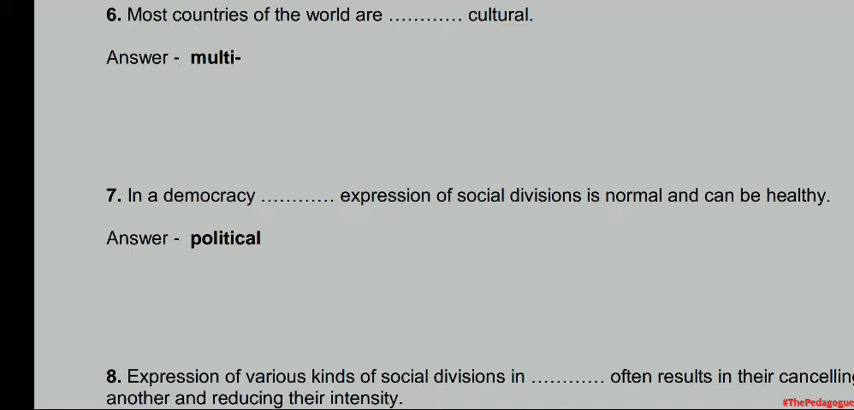 6. Most countries of the world are ………… cultural.
Answer - multi-
7. In a democracy ………… expression of social divisions is normal and can be healthy.
Answer - political
8. Expression of various kinds of social divisions in ………… often results in their cancelling
another and reducing their intensity.
#ThePedagogue